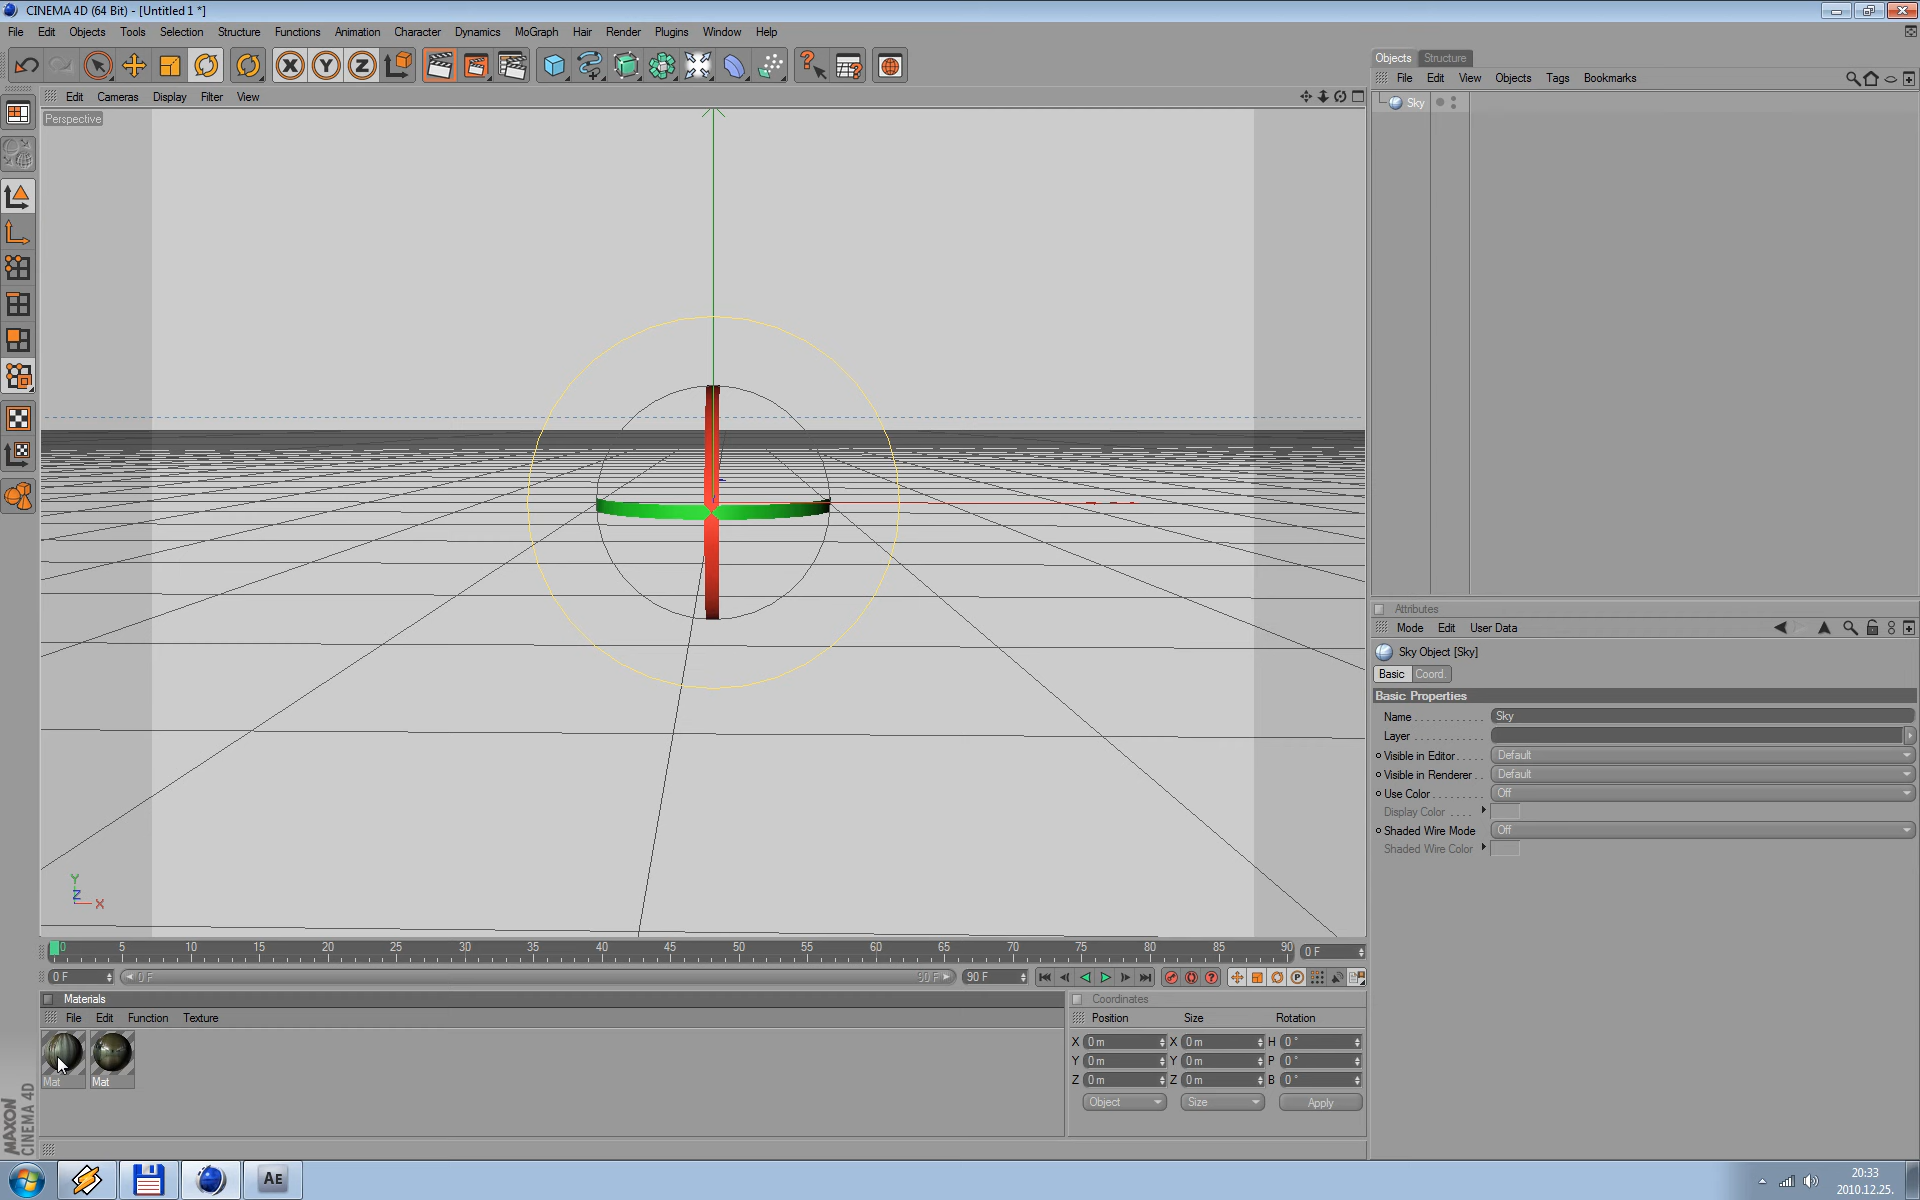 CINEMA 4D (64 Bit) - [Untitled 1 *]
File Edit Objects Tools Selection Structure Functions Animation Character Dynamics MoGraph Hair Render Plugins Window Help
Objects Structure
File Edit View Objects Tags Bookmarks
Edit Cameras Display Filter View
Sky
Perspective
Attributes
Mode Edit User Data
Sky Object [Sky]
Basic Coord.
Basic Properties
Name Sky
Layer
Visible in Editor Default
Visible in Renderer Default
Use Color Off
Display Color
Shaded Wire Mode Off
Shaded Wire Color
Y
Z
X
0 5 10 15 20 25 30 35 40 45 50 55 60 65 70 75 80 85 90 0 F
0 F 0 F 90 F 90 F
Materials
File Edit Function Texture
Mat Mat
Coordinates
Position Size Rotation
X 0 m X 0 m H 0 °
Y 0 m Y 0 m P 0 °
Z 0 m Z 0 m B 0 °
Object Size Apply
MAXON
CINEMA 4D
AE
20:33
2010.12.25.